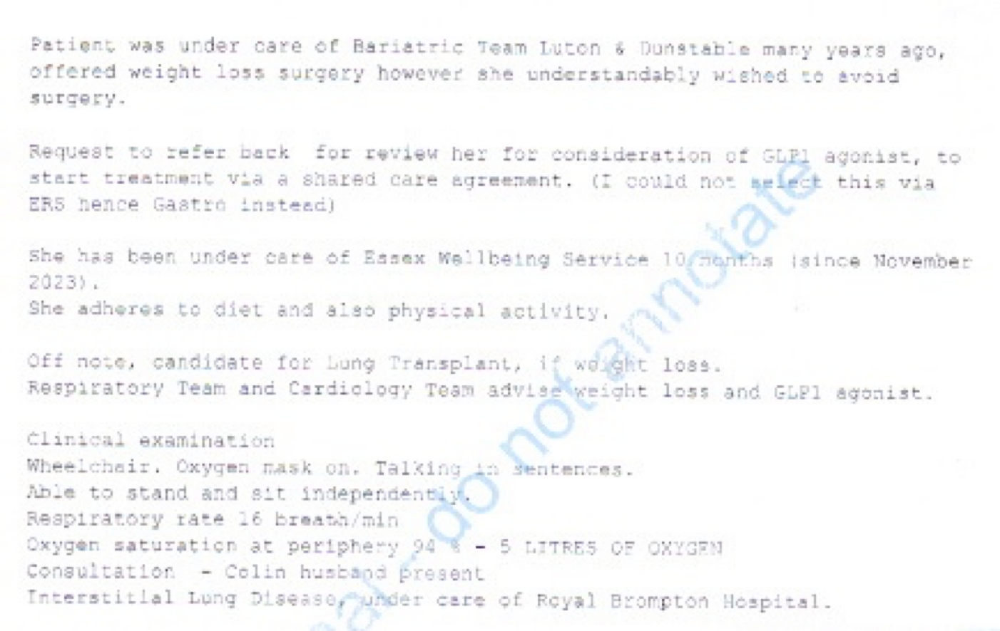 Patient was under care of Bariatric Team Luton & Dunstable many years ago,
offered weight loss surgery however she understandably wished to avoid
surgery.
Request to refer back for review her for consideration of GLP1 agonist, to
start treatment via a shared care agreement. (I could not select this via
ERS hence Gastro instead)
She has been under care of Essex Wellbeing Service 10 months (since November
2023).
She adheres to diet and also physical activity.
Off note, candidate for Lung Transplant, if weight loss.
Respiratory Team and Cardiology Team advise weight loss and GLP1 agonist.
Clinical examination
Wheelchair. Oxygen mask on. Talking in sentences.
Able to stand and sit independently.
Respiratory rate 16 breath/min
Oxygen saturation at periphery 94 % - 5 LITRES OF OXYGEN
Consultation - Colin husband present
Interstitial Lung Disease, under care of Royal Brompton Hospital.
- do not annotate